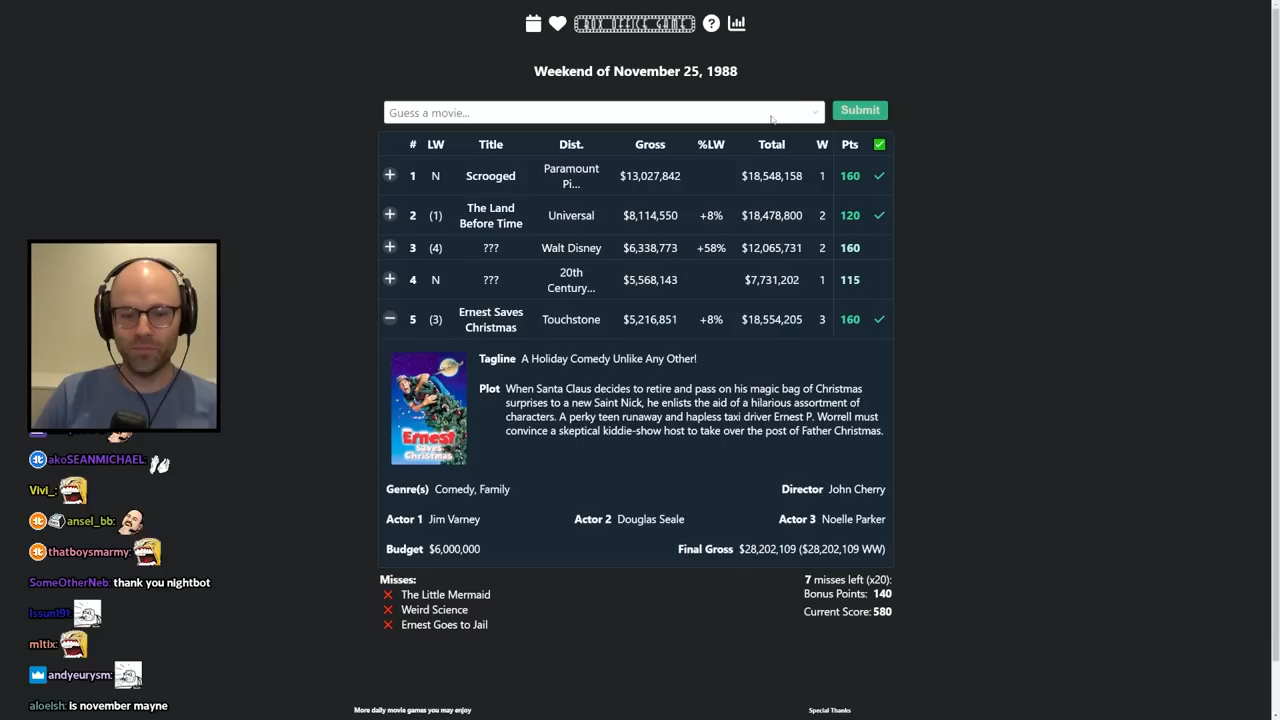 BOX OFFICE GAME
?
Weekend of November 25, 1988
Guess a movie...
Submit
# LW Title Dist. Gross %LW Total W Pts
1 N Scrooged Paramount Pi... $13,027,842 $18,548,158 1 160
2 (1) The Land Before Time Universal $8,114,550 +8% $18,478,800 2 120
3 (4) ??? Walt Disney $6,338,773 +58% $12,065,731 2 160
4 N ??? 20th Century... $5,568,143 $7,731,202 1 115
5 (3) Ernest Saves Christmas Touchstone $5,216,851 +8% $18,554,205 3 160
Ernest
saves
Christmas
Tagline A Holiday Comedy Unlike Any Other!
Plot When Santa Claus decides to retire and pass on his magic bag of Christmas
surprises to a new Saint Nick, he enlists the aid of a hilarious assortment of
characters. A perky teen runaway and hapless taxi driver Ernest P. Worrell must
convince a skeptical kiddie-show host to take over the post of Father Christmas.
Genre(s) Comedy, Family Director John Cherry
Actor 1 Jim Varney Actor 2 Douglas Seale Actor 3 Noelle Parker
Budget $6,000,000 Final Gross $28,202,109 ($28,202,109 WW)
Misses:
The Little Mermaid
Weird Science
Ernest Goes to Jail
7 misses left (x20):
Bonus Points: 140
Current Score: 580
akoSEANMICHAEL:
Vivi_:
ansel_bb:
thatboysmarmy:
SomeOtherNeb: thank you nightbot
Issun191:
m1tix:
andyeurysm:
aloelsh: is november mayne
More daily movie games you may enjoy
Special Thanks